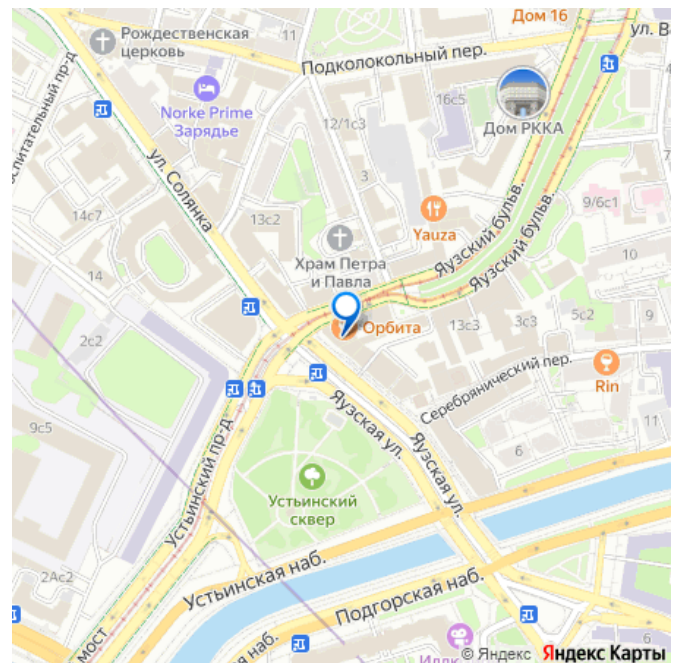 Дом 16
Рождественская
церковь
11
Подколокольный пер.
ул. В
Norke Prime
Зарядье
16с5
Дом РККА
12/1с3
3
ул. Солянка
14с7
13с2
Yauza
Храм Петра
и Павла
Яузский бульв.
Яузский бульв.
9/6с1
10
14
2с2
Орбита
13с3
3с3
5с2
9
Серебрянический пер.
Rin
9с5
Яузская ул.
Яузская ул.
6
11
Устьинский пр-д
Устьинский
сквер
2Ас2
Устьинская наб.
Подгорская наб.
мост
наб.
© Яндекс Яндекс Карты